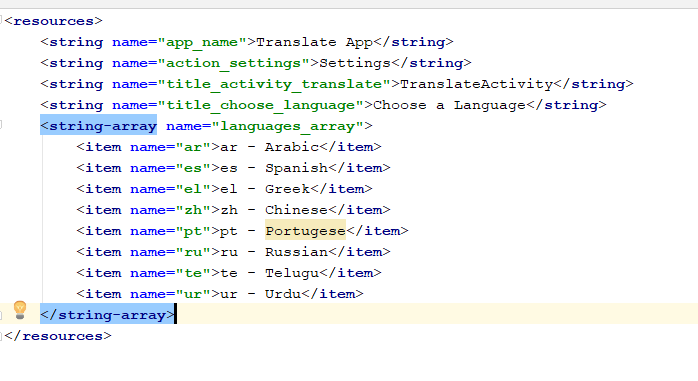 <resources>
<string name="app_name">Translate App</string>
<string name="action_settings">Settings</string>
<string name="title_activity_translate">TranslateActivity</string>
<string name="title_choose_language">Choose a Language</string>
<string-array name="languages_array">
<item name="ar">ar - Arabic</item>
<item name="es">es - Spanish</item>
<item name="el">el - Greek</item>
<item name="zh">zh - Chinese</item>
<item name="pt">pt - Portugese</item>
<item name="ru">ru - Russian</item>
<item name="te">te - Telugu</item>
<item name="ur">ur - Urdu</item>
</string-array>
</resources>